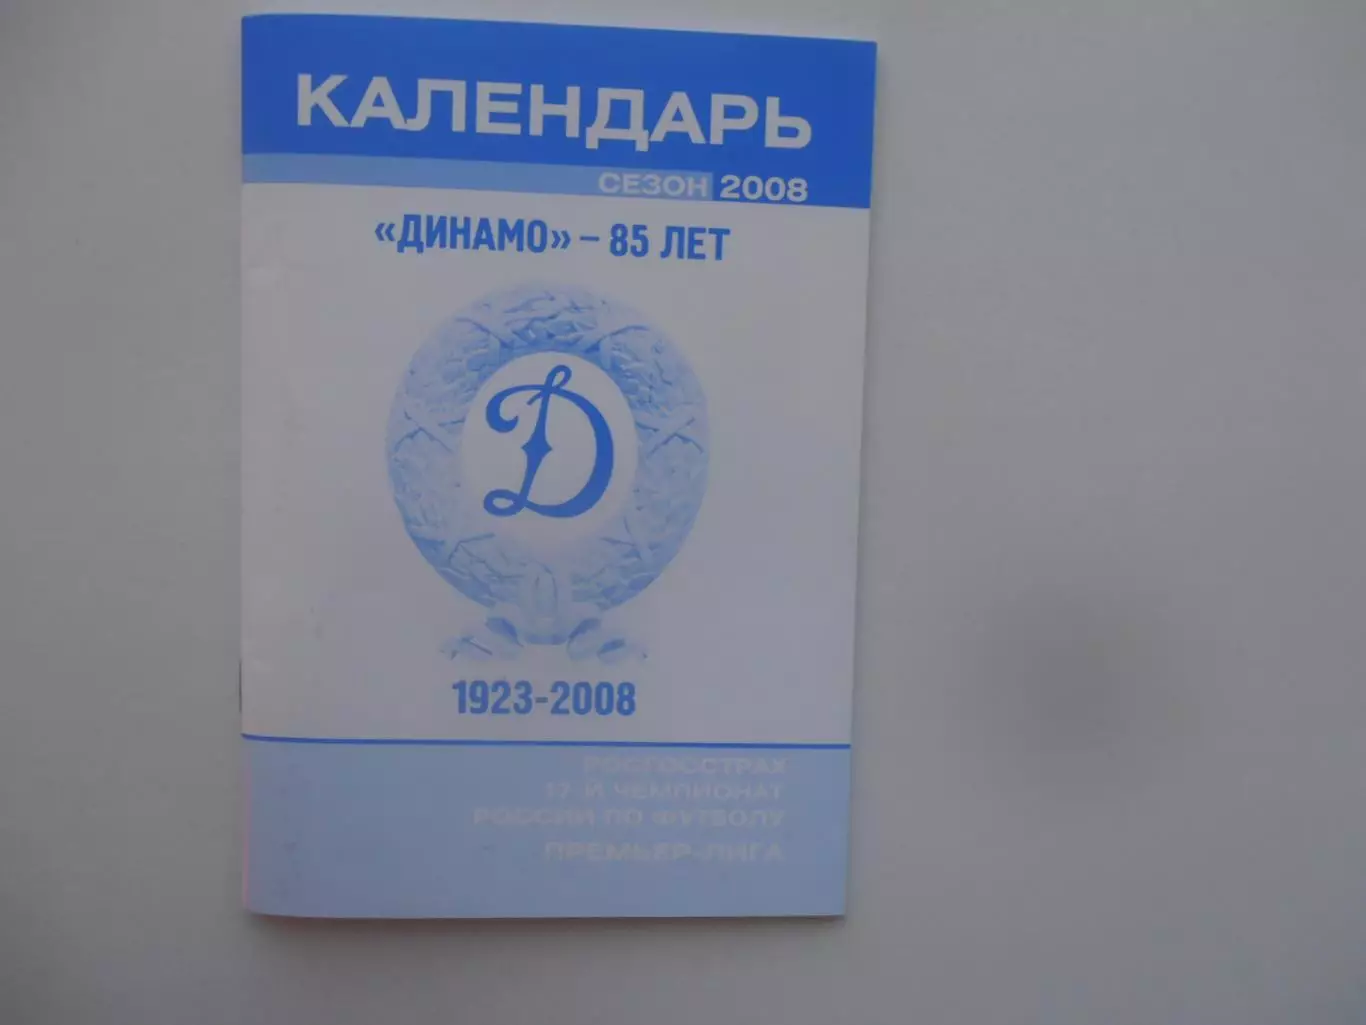 КАЛЕНДАРЬ
СЕЗОН 2008
«ДИНАМО» – 85 ЛЕТ
Д
1923-2008
РОСГОССТРАХ
17-Й ЧЕМПИОНАТ
РОССИИ ПО ФУТБОЛУ
ПРЕМЬЕР-ЛИГА